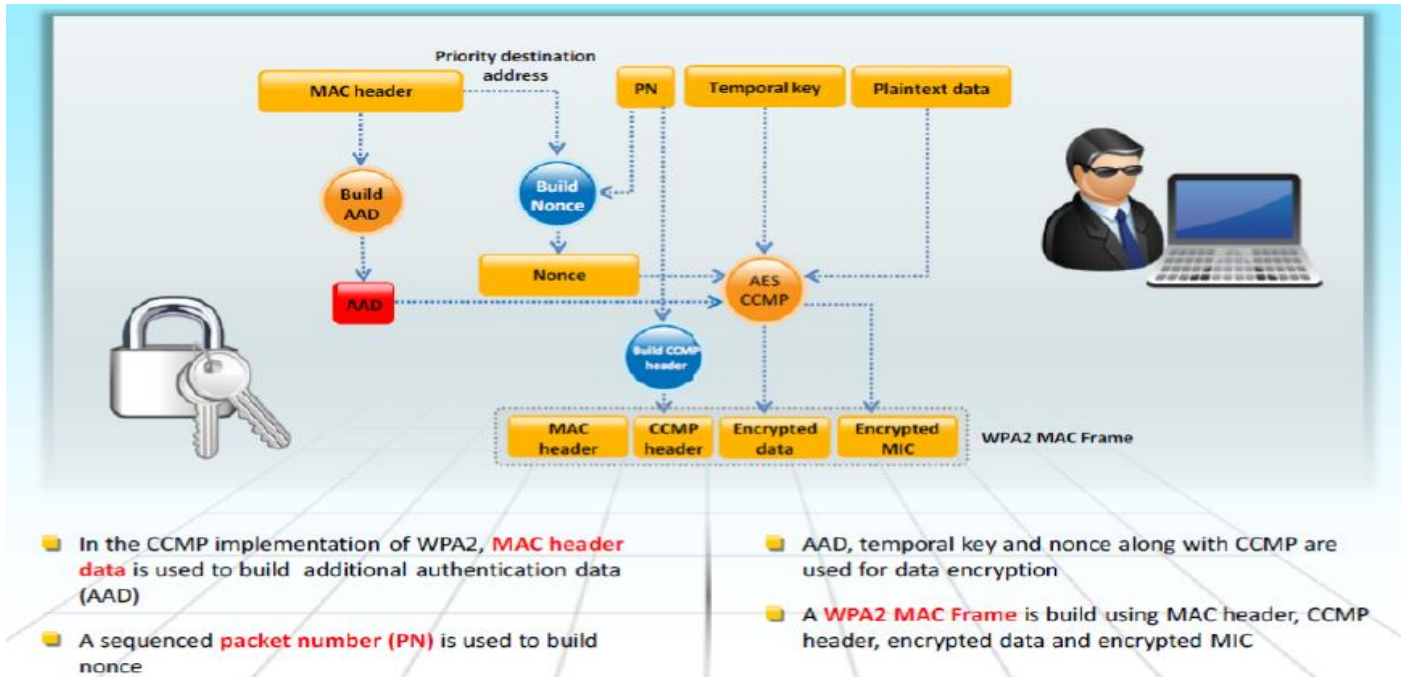 Priority destination
address
MAC header
PN
Temporal key
Plaintext data
Build
AAD
Build
Nonce
Nonce
AES
CCMP
AAD
Build CCMP
header
MAC
header
CCMP
header
Encrypted
data
Encrypted
MIC
WPA2 MAC Frame
In the CCMP implementation of WPA2, MAC header
data is used to build additional authentication data
(AAD)
A sequenced packet number (PN) is used to build
nonce
AAD, temporal key and nonce along with CCMP are
used for data encryption
A WPA2 MAC Frame is build using MAC header, CCMP
header, encrypted data and encrypted MIC